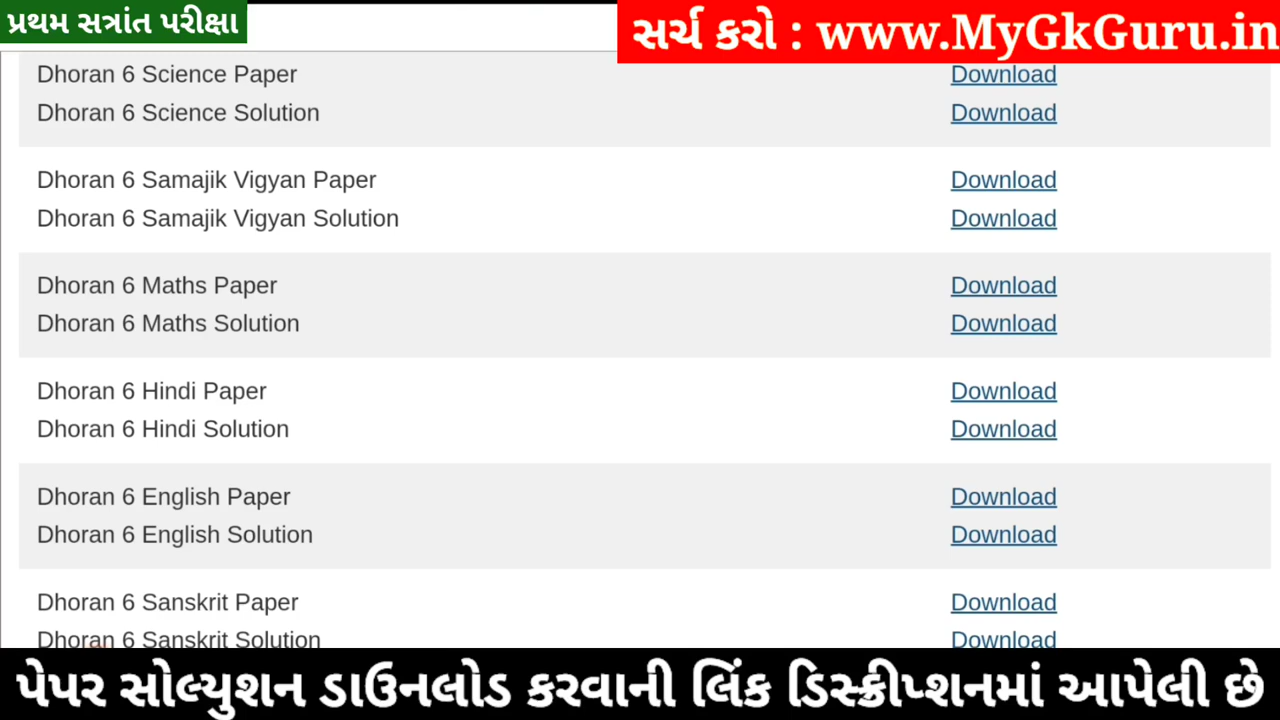 પ્રથમ સત્રાંત પરીક્ષા
સર્ચ કરો : www.MyGkGuru.in
Dhoran 6 Science Paper Download
Dhoran 6 Science Solution Download
Dhoran 6 Samajik Vigyan Paper Download
Dhoran 6 Samajik Vigyan Solution Download
Dhoran 6 Maths Paper Download
Dhoran 6 Maths Solution Download
Dhoran 6 Hindi Paper Download
Dhoran 6 Hindi Solution Download
Dhoran 6 English Paper Download
Dhoran 6 English Solution Download
Dhoran 6 Sanskrit Paper Download
Dhoran 6 Sanskrit Solution Download
પેપર સોલ્યુશન ડાઉનલોડ કરવાની લિંક ડિસ્ક્રીપ્શનમાં આપેલી છે